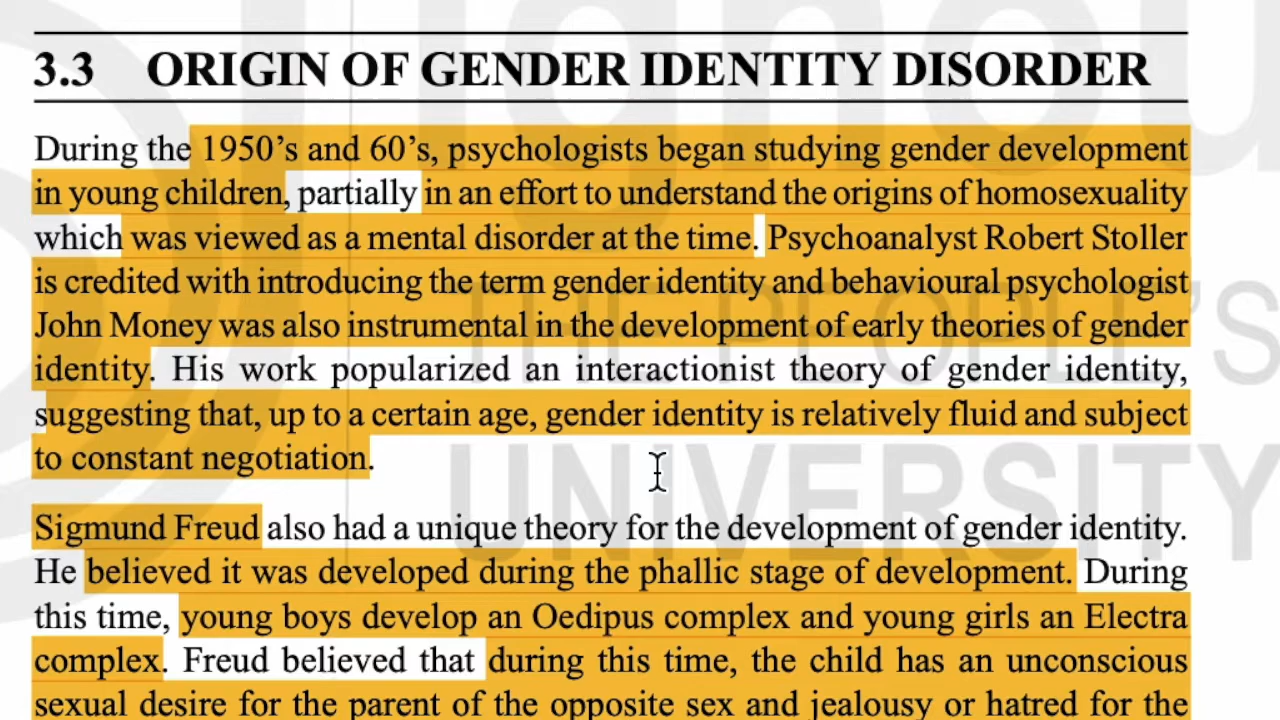 3.3 ORIGIN OF GENDER IDENTITY DISORDER
During the 1950's and 60's, psychologists began studying gender development
in young children, partially in an effort to understand the origins of homosexuality
which was viewed as a mental disorder at the time. Psychoanalyst Robert Stoller
is credited with introducing the term gender identity and behavioural psychologist
John Money was also instrumental in the development of early theories of gender
identity. His work popularized an interactionist theory of gender identity,
suggesting that, up to a certain age, gender identity is relatively fluid and subject
to constant negotiation.
Sigmund Freud also had a unique theory for the development of gender identity.
He believed it was developed during the phallic stage of development. During
this time, young boys develop an Oedipus complex and young girls an Electra
complex. Freud believed that during this time, the child has an unconscious
sexual desire for the parent of the opposite sex and jealousy or hatred for the
ignou
THE PEOPLE'S
UNIVERSITY